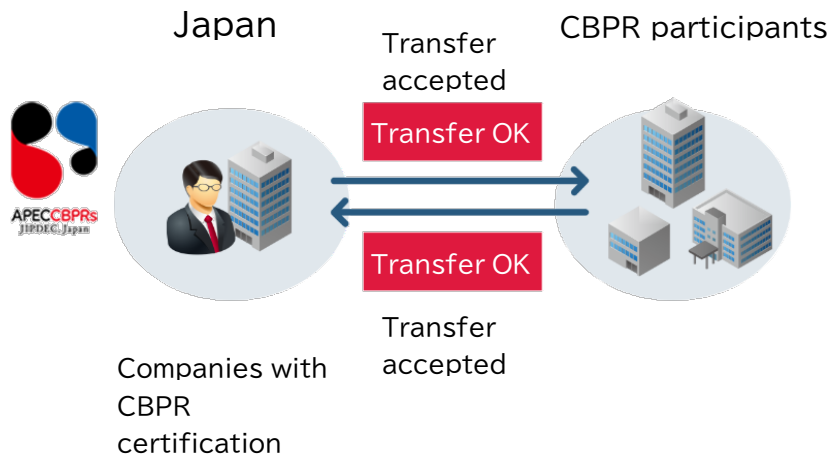 Japan
CBPR participants
Transfer
accepted
Transfer OK
APECCBPRs
JIPDEC.Japan
Transfer OK
Transfer
accepted
Companies with
CBPR
certification